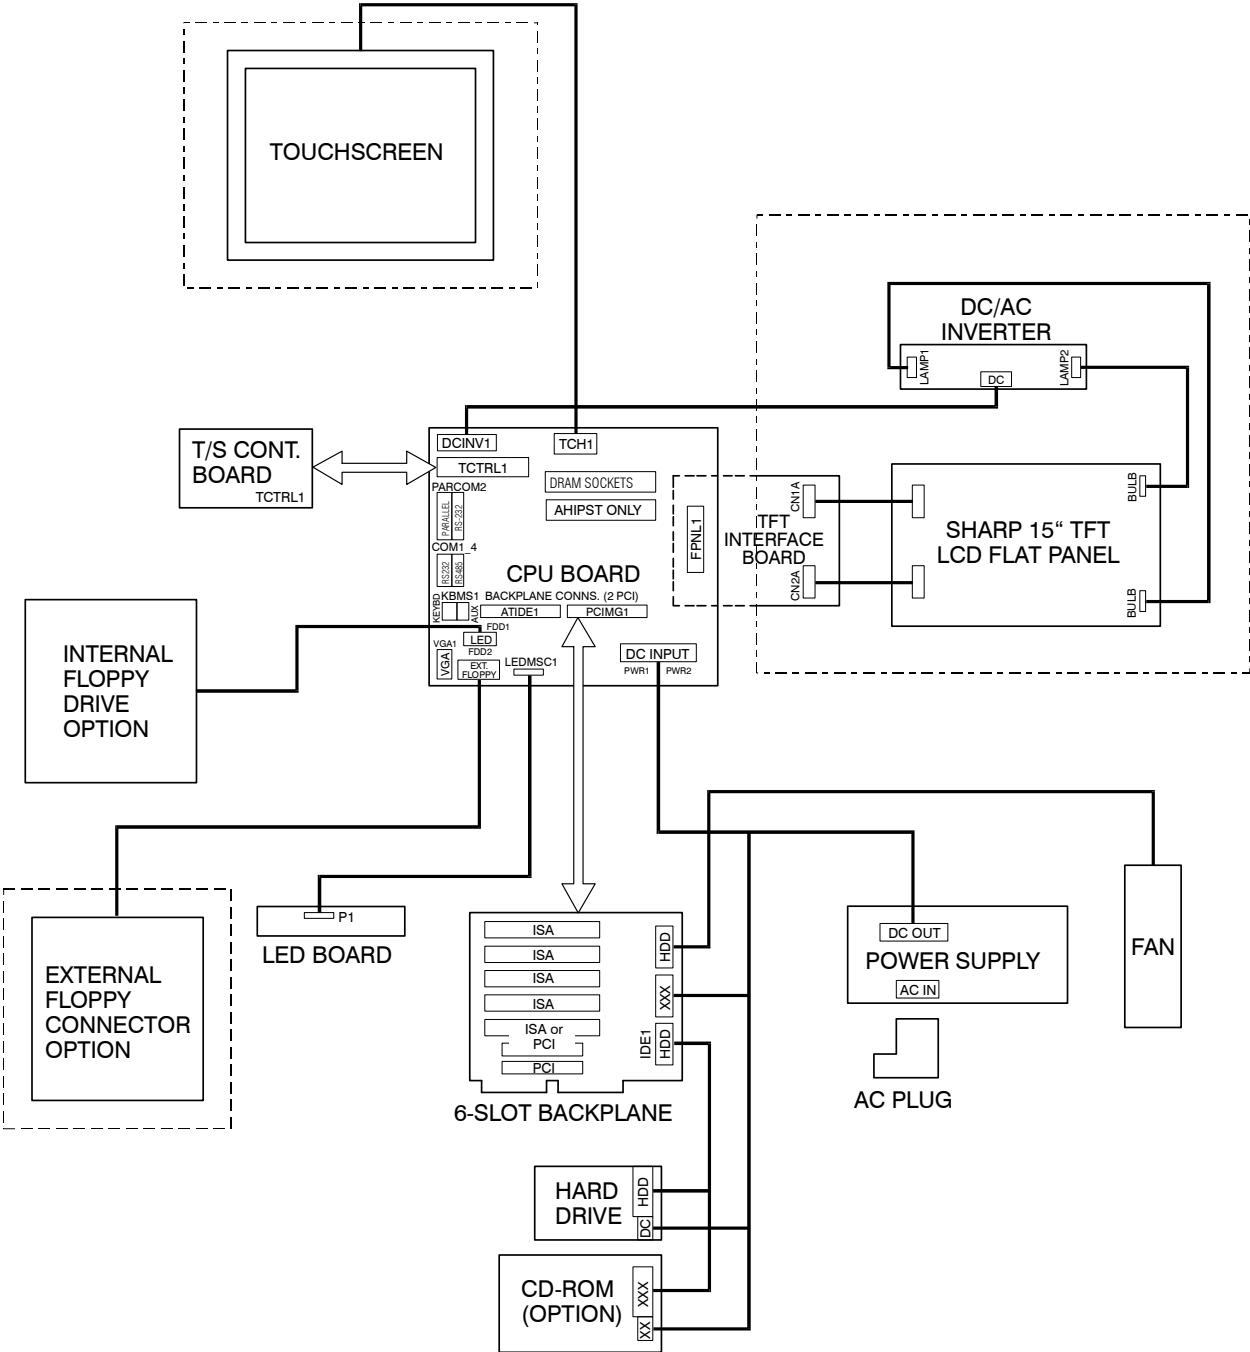 TOUCHSCREEN
DC/AC
INVERTER
LAMP1
LAMP2
DC
T/S CONT.
BOARD
TCTRL1
DCINV1
TCH1
TCTRL1
PARCOM2
PARALLEL
RS-232
DRAM SOCKETS
AHIPST ONLY
COM1_4
RS232
RS485
CPU BOARD
KEYBD
KBMS1
AUX
BACKPLANE CONNS. (2 PCI)
ATIDE1
PCIMG1
FDD1
LED
FDD2
VGA1
VGA
EXT.
FLOPPY
LEDMSC1
DC INPUT
PWR1
PWR2
FPNL1
TFT
INTERFACE
BOARD
CN1A
CN2A
SHARP 15“ TFT
LCD FLAT PANEL
BULB
BULB
INTERNAL
FLOPPY
DRIVE
OPTION
EXTERNAL
FLOPPY
CONNECTOR
OPTION
P1
LED BOARD
ISA
ISA
ISA
ISA
ISA or
PCI
PCI
HDD
XXX
IDE1
HDD
6-SLOT BACKPLANE
DC OUT
POWER SUPPLY
AC IN
AC PLUG
FAN
HARD
DRIVE
HDD
DC
CD-ROM
(OPTION)
XXX
XX